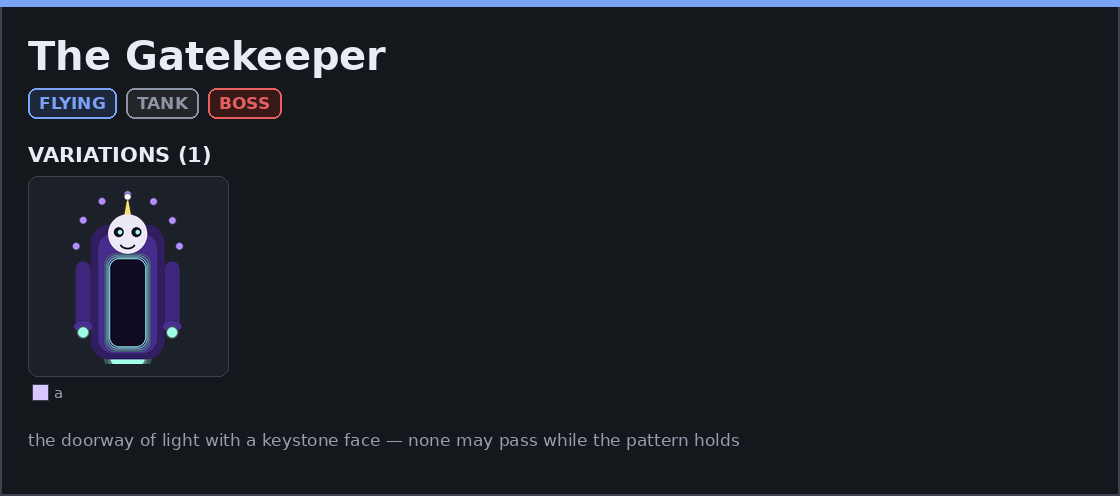 The Gatekeeper
FLYING TANK BOSS
VARIATIONS (1)
a
the doorway of light with a keystone face — none may pass while the pattern holds